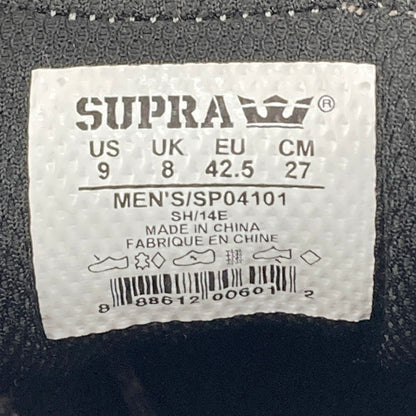 SUPRA ®
US UK EU CM
9 8 42.5 27
MEN'S/SP04101
SH/14E
MADE IN CHINA
FABRIQUE EN CHINE
8 88612 00601 2